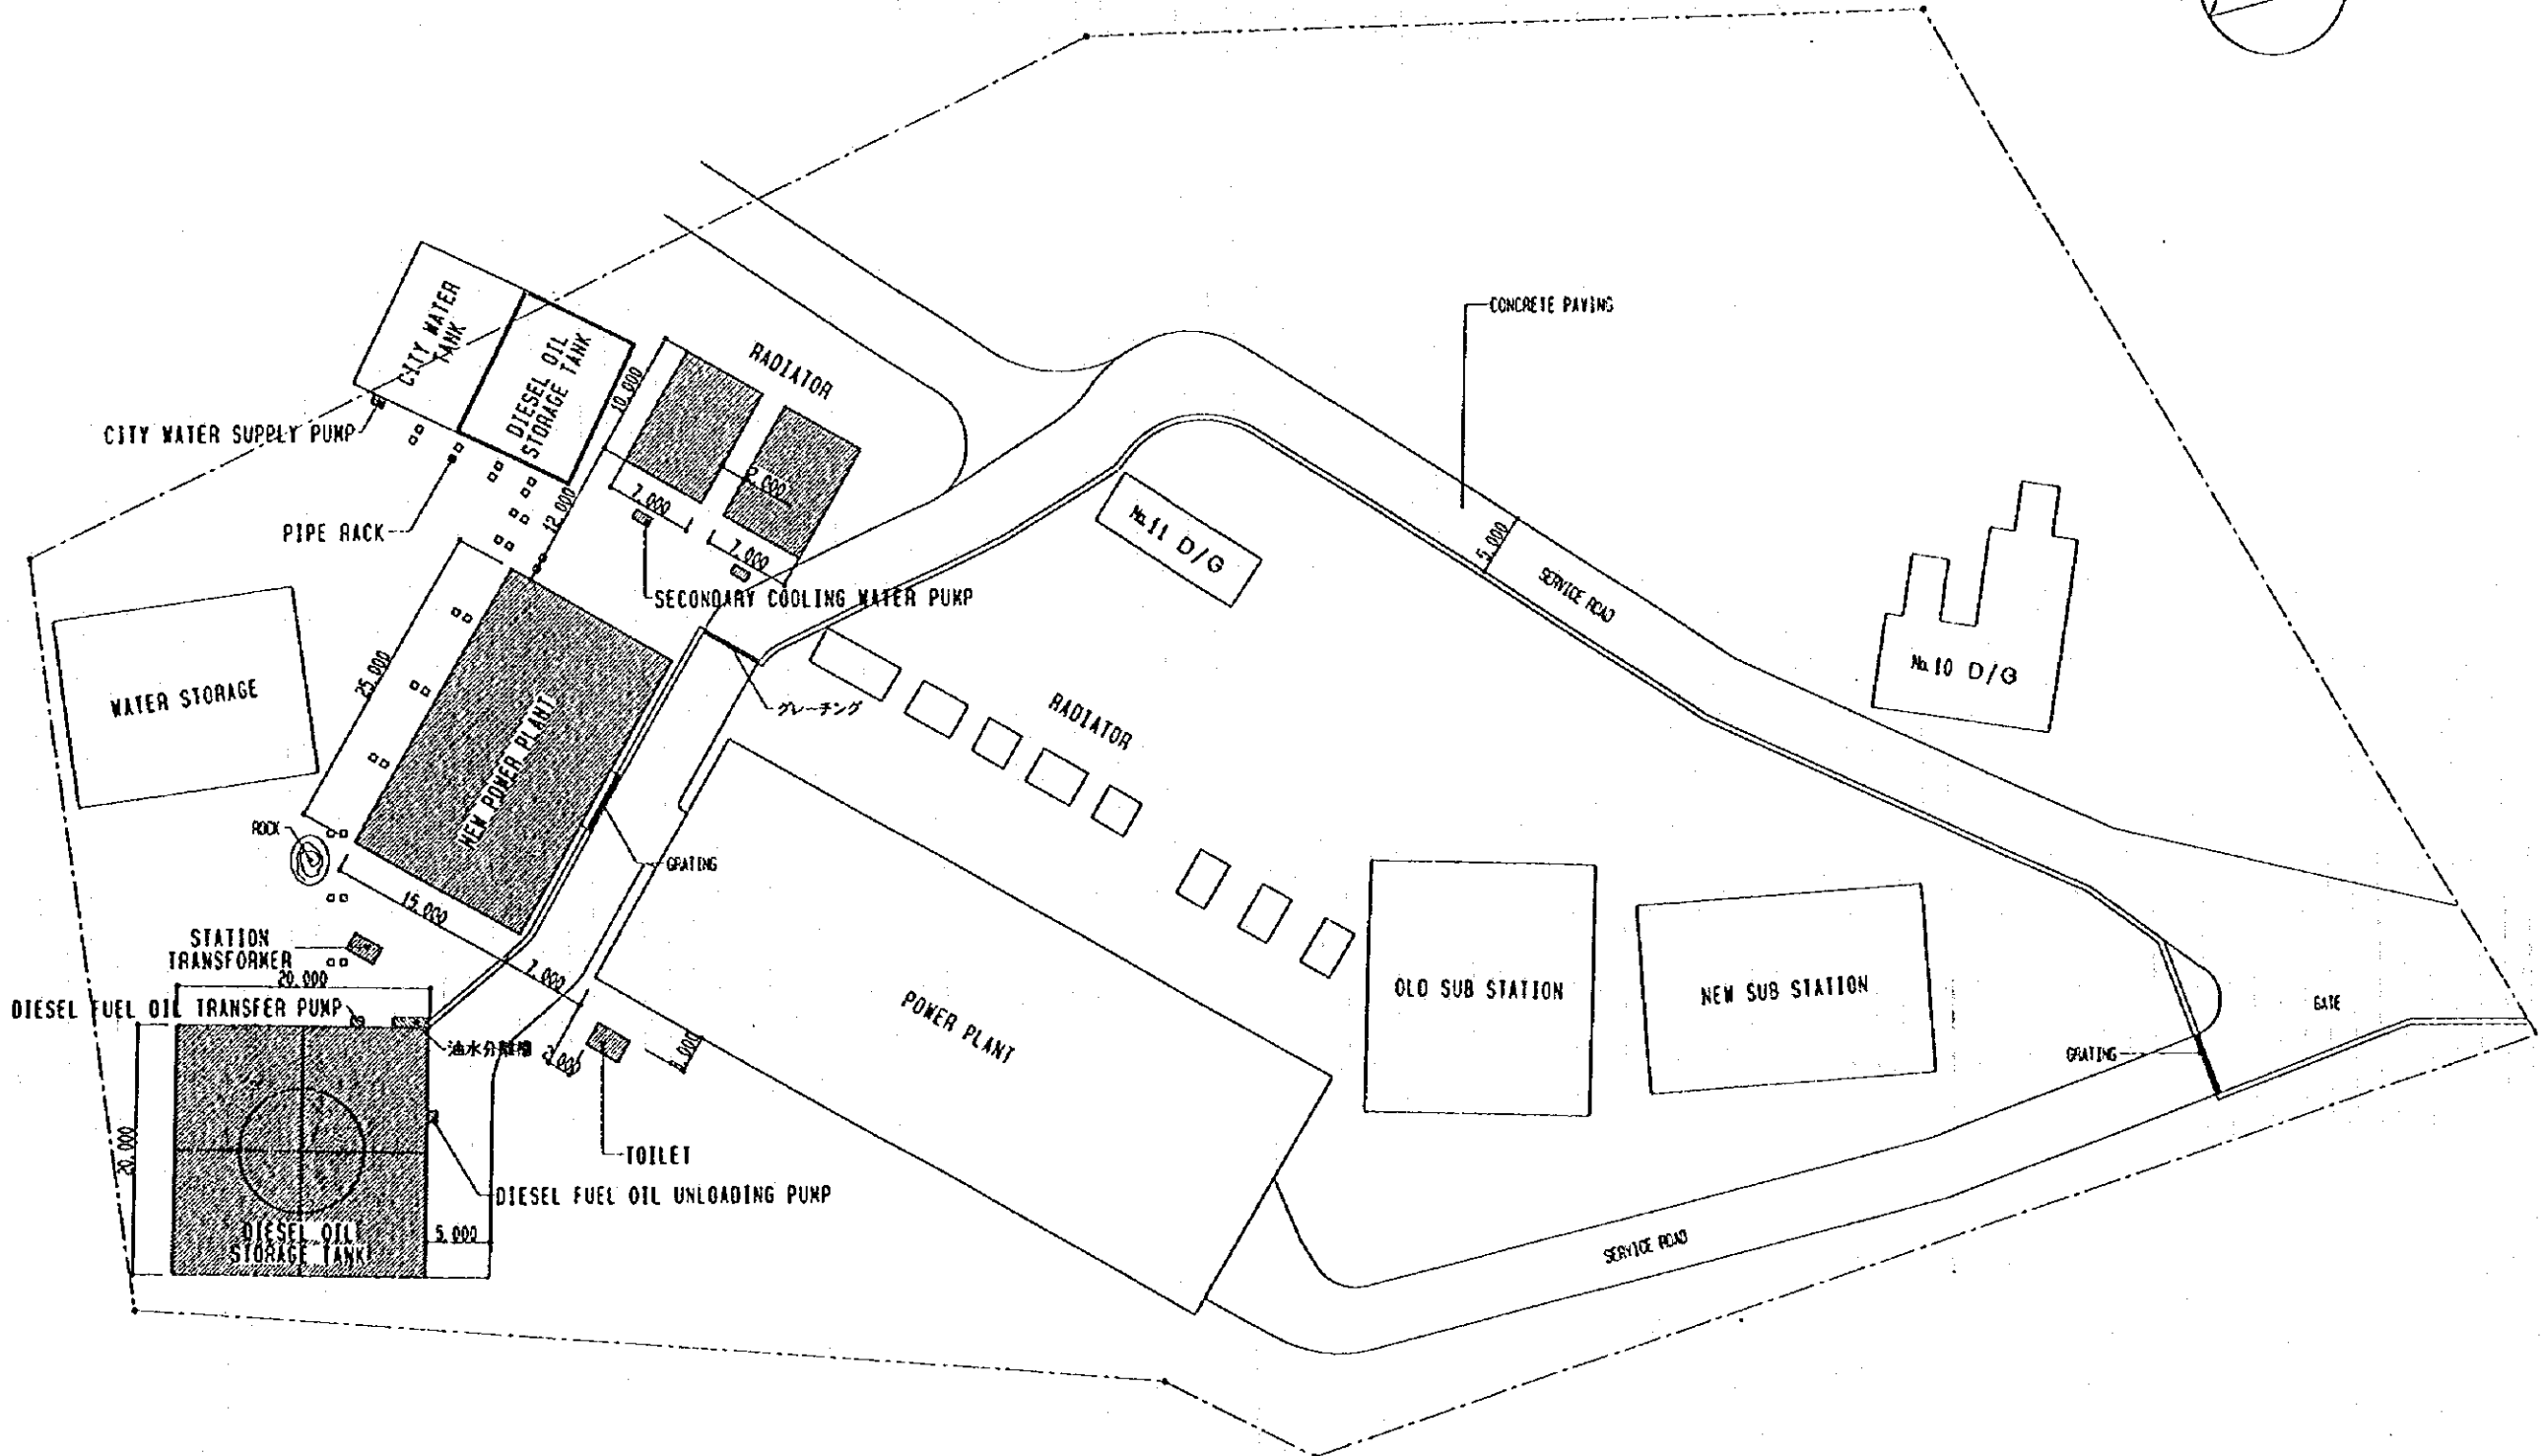 CONCRETE PAVING
CITY WATER
TANK
DIESEL OIL
STORAGE TANK
RADIATOR
10.000
CITY WATER SUPPLY PUMP
2.000
7.000
12.000
PIPE RACK
7.000
No.11 D/G
5.000
SERVICE ROAD
SECONDARY COOLING WATER PUMP
No.10 D/G
WATER STORAGE
25.000
グレーチング
RADIATOR
NEW POWER PLANT
ROCK
GRATING
15.000
STATION
TRANSFORMER
20.000
7.000
DIESEL FUEL OIL TRANSFER PUMP
油水分離槽
2.000
POWER PLANT
OLD SUB STATION
NEW SUB STATION
GATE
GRATING
20.000
TOILET
DIESEL FUEL OIL UNLOADING PUMP
DIESEL OIL
STORAGE TANK
5.000
SERVICE ROAD